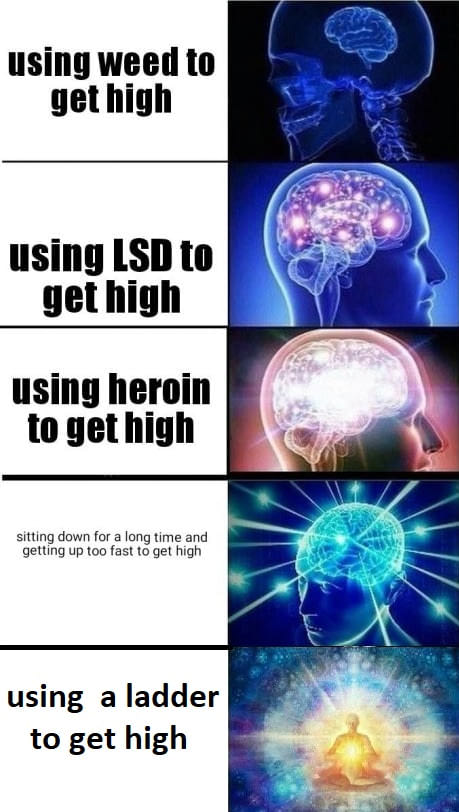 using weed to
get high
using LSD to
get high
using heroin
to get high
sitting down for a long time and
getting up too fast to get high
using a ladder
to get high